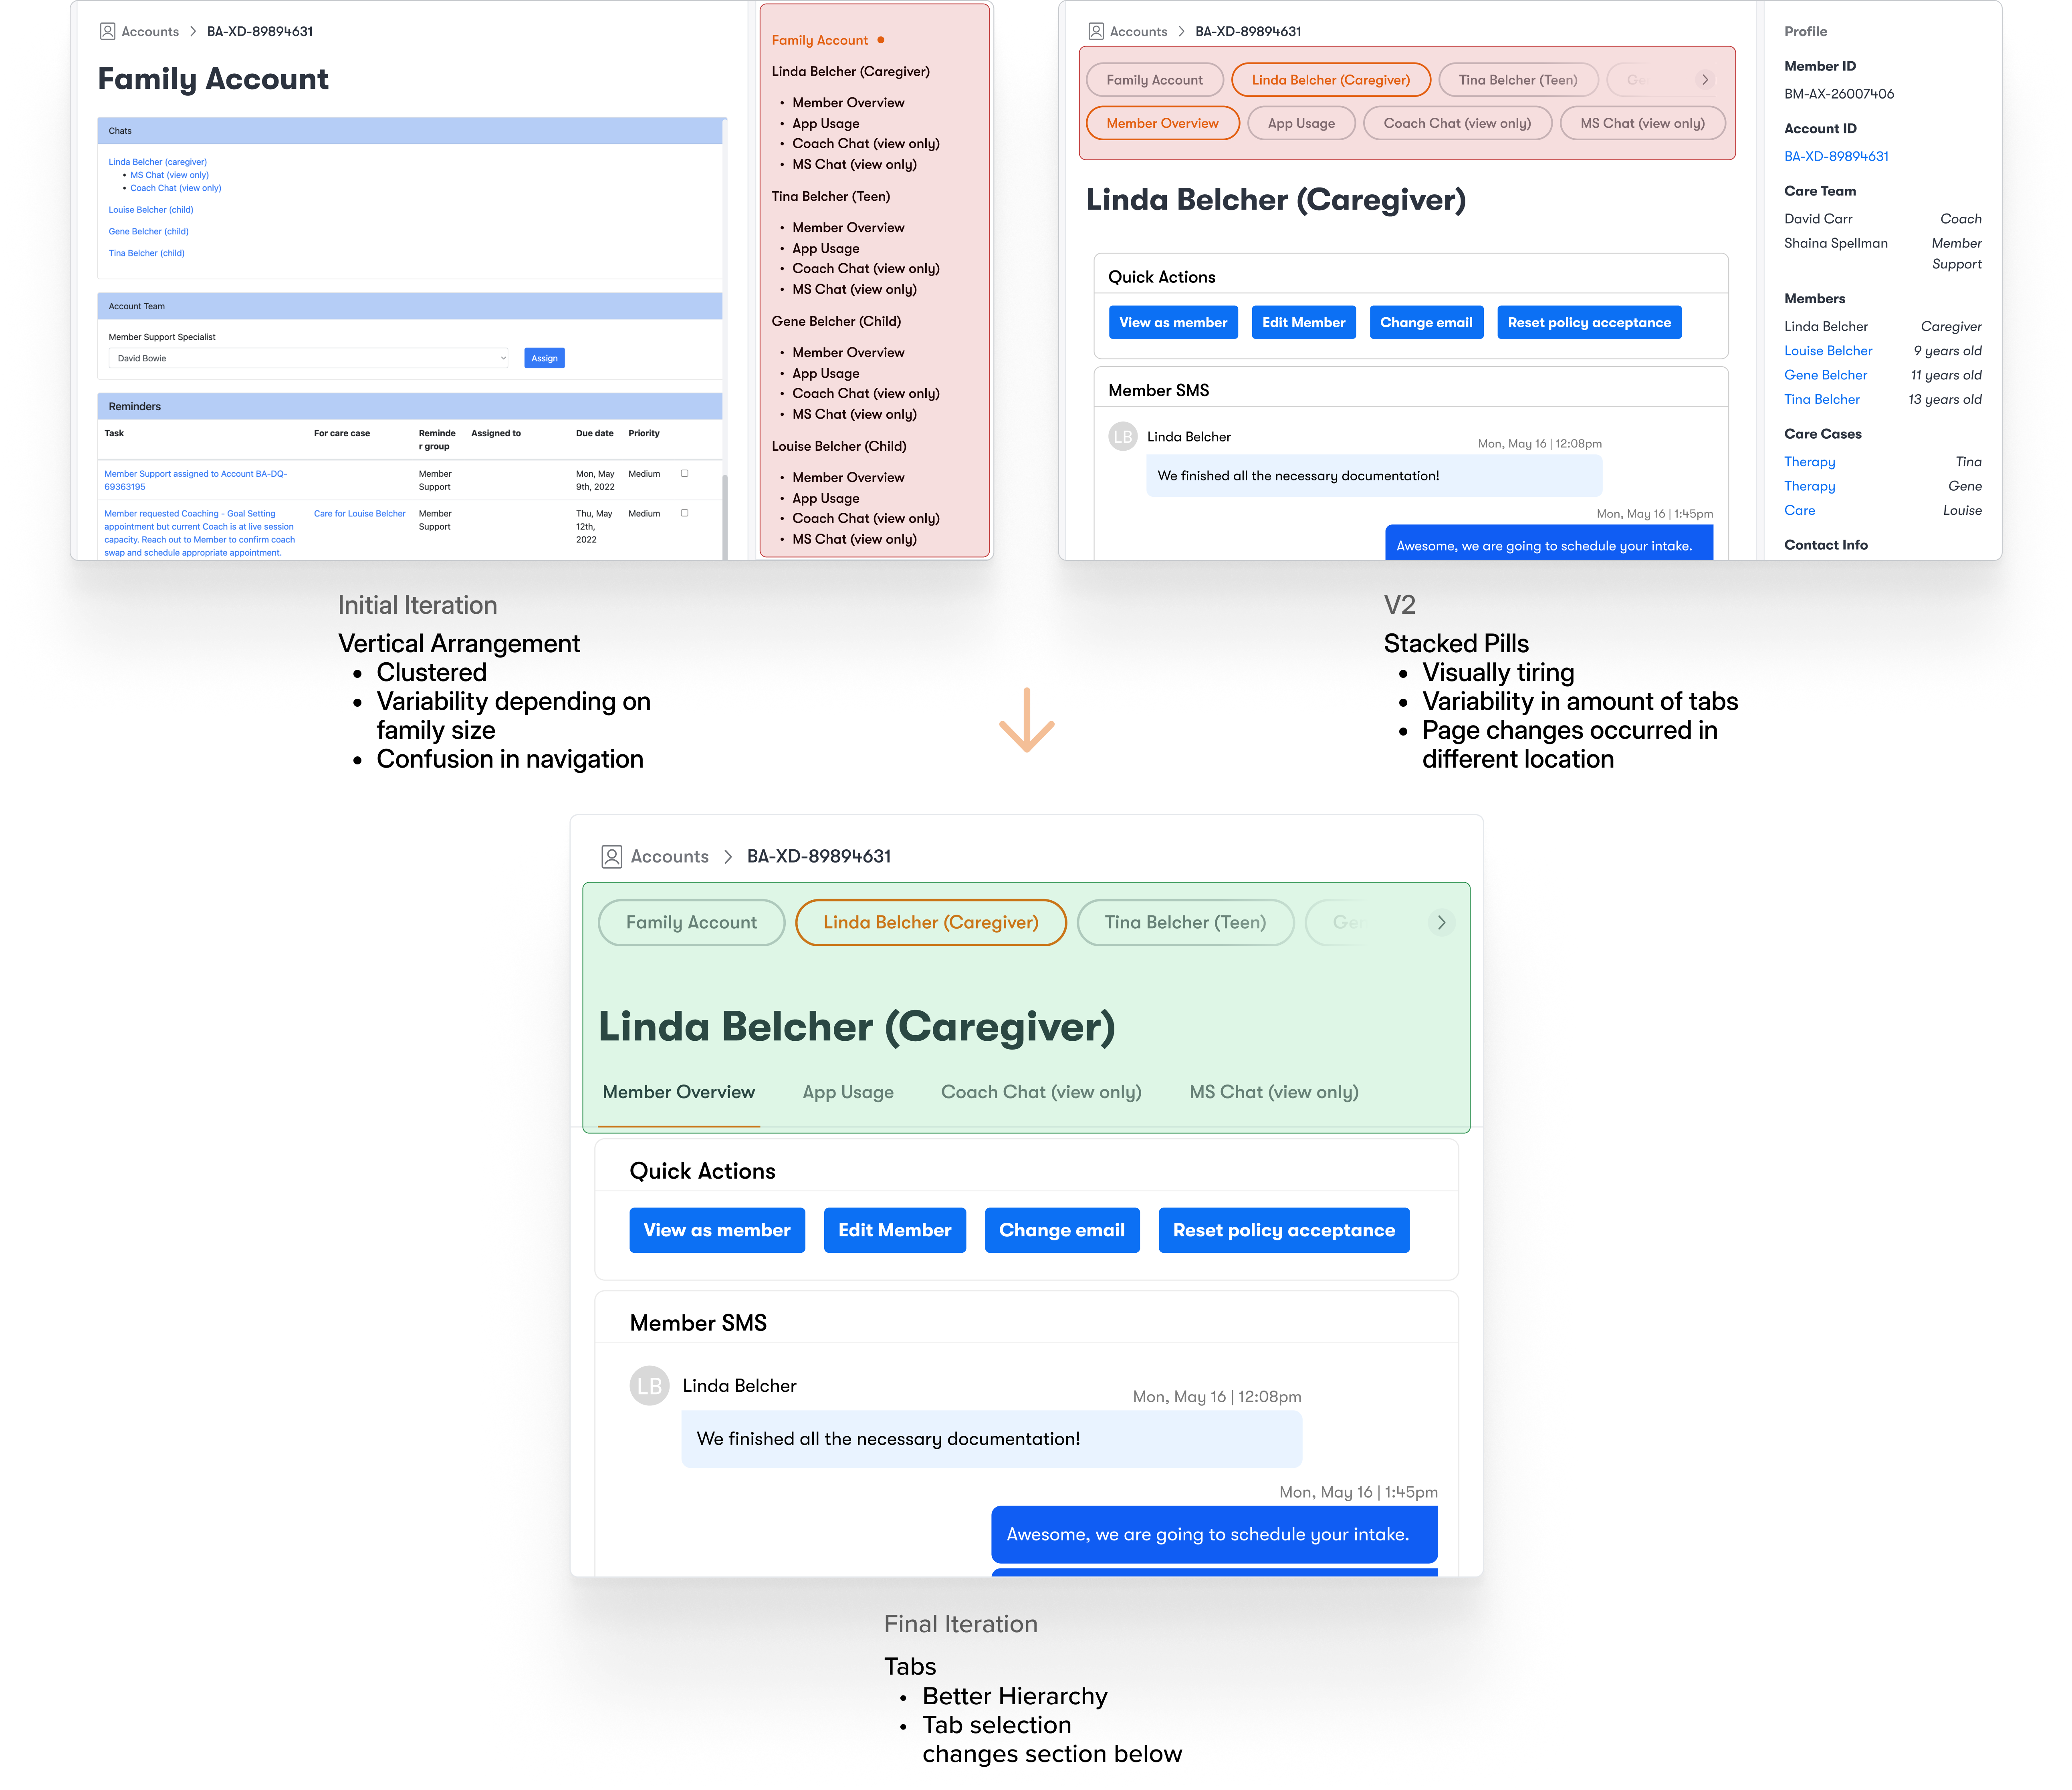 Accounts > BA-XD-89894631
Family Account
Chats
Linda Belcher (caregiver)
• MS Chat (view only)
• Coach Chat (view only)
Louise Belcher (child)
Gene Belcher (child)
Tina Belcher (child)
Account Team
Member Support Specialist
David Bowie
Assign
Reminders
Task For care case Reminde Assigned to Due date Priority
r group
Member Support assigned to Account BA-DQ- Member Mon, May Medium
69363195 Support 9th, 2022
Member requested Coaching - Goal Setting Care for Louise Belcher Member Thu, May Medium
appointment but current Coach is at live session Support 12th,
capacity. Reach out to Member to confirm coach 2022
swap and schedule appropriate appointment.
Family Account
Linda Belcher (Caregiver)
• Member Overview
• App Usage
• Coach Chat (view only)
• MS Chat (view only)
Tina Belcher (Teen)
• Member Overview
• App Usage
• Coach Chat (view only)
• MS Chat (view only)
Gene Belcher (Child)
• Member Overview
• App Usage
• Coach Chat (view only)
• MS Chat (view only)
Louise Belcher (Child)
• Member Overview
• App Usage
• Coach Chat (view only)
• MS Chat (view only)
Accounts > BA-XD-89894631
Family Account Linda Belcher (Caregiver) Tina Belcher (Teen) Ge
Member Overview App Usage Coach Chat (view only) MS Chat (view only)
Linda Belcher (Caregiver)
Quick Actions
View as member Edit Member Change email Reset policy acceptance
Member SMS
LB Linda Belcher
Mon, May 16 | 12:08pm
We finished all the necessary documentation!
Mon, May 16 | 1:45pm
Awesome, we are going to schedule your intake.
Profile
Member ID
BM-AX-26007406
Account ID
BA-XD-89894631
Care Team
David Carr Coach
Shaina Spellman Member
Support
Members
Linda Belcher Caregiver
Louise Belcher 9 years old
Gene Belcher 11 years old
Tina Belcher 13 years old
Care Cases
Therapy Tina
Therapy Gene
Care Louise
Contact Info
Initial Iteration
Vertical Arrangement
• Clustered
• Variability depending on
family size
• Confusion in navigation
V2
Stacked Pills
• Visually tiring
• Variability in amount of tabs
• Page changes occurred in
different location
Accounts > BA-XD-89894631
Family Account Linda Belcher (Caregiver) Tina Belcher (Teen) Ge
Linda Belcher (Caregiver)
Member Overview App Usage Coach Chat (view only) MS Chat (view only)
Quick Actions
View as member Edit Member Change email Reset policy acceptance
Member SMS
LB Linda Belcher
Mon, May 16 | 12:08pm
We finished all the necessary documentation!
Mon, May 16 | 1:45pm
Awesome, we are going to schedule your intake.
Final Iteration
Tabs
• Better Hierarchy
• Tab selection
changes section below